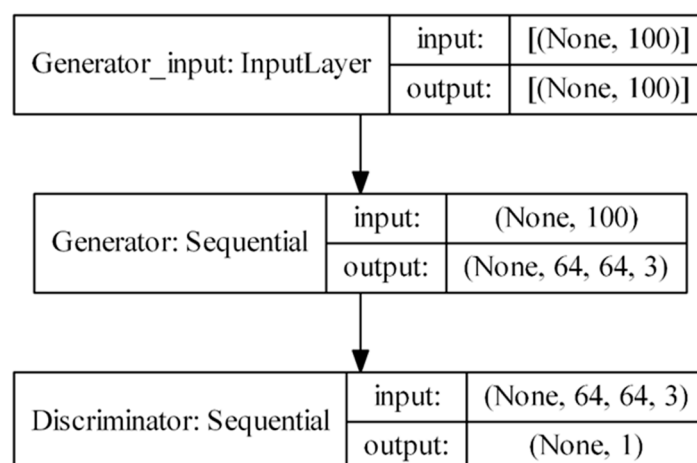 Generator_input: InputLayer
input: [(None, 100)]
output: [(None, 100)]
Generator: Sequential
input: (None, 100)
output: (None, 64, 64, 3)
Discriminator: Sequential
input: (None, 64, 64, 3)
output: (None, 1)